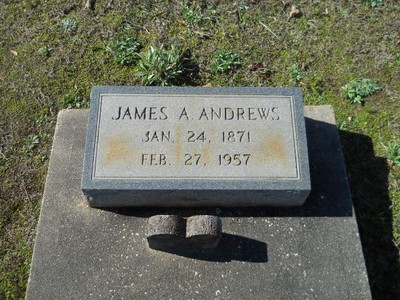 JAMES A. ANDREWS
JAN. 24, 1871
FEB. 27, 1957